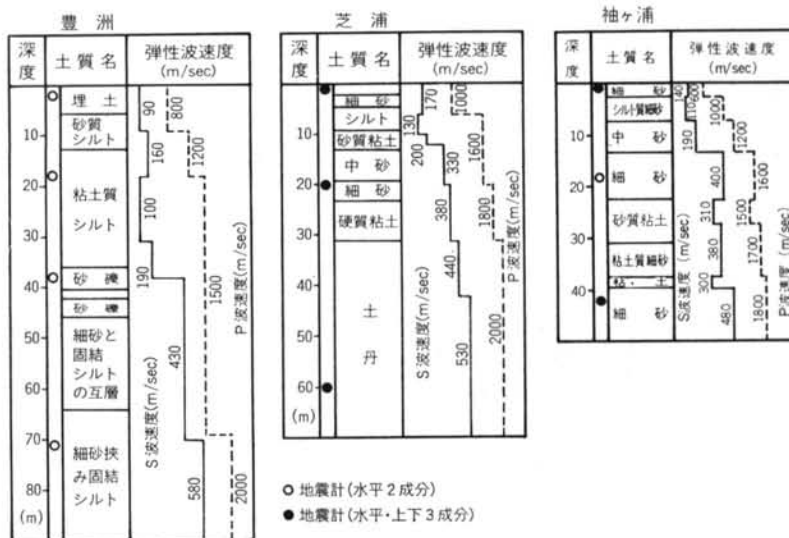 豊洲
深度 土質名 弾性波速度 (m/sec)
埋土
砂質シルト
粘土質シルト
砂礫
砂礫
細砂と固結シルトの互層
細砂挟み固結シルト
10
20
30
40
50
60
70
80
(m)
90
160
100
190
430
580
S波速度(m/sec)
800
1200
1500
2000
P波速度(m/sec)
芝浦
深度 土質名 弾性波速度 (m/sec)
細砂
シルト
砂質粘土
中砂
細砂
硬質粘土
土丹
10
20
30
40
50
60
(m)
170
130
200
330
380
440
530
S波速度(m/sec)
1000
1600
1800
2000
P波速度(m/sec)
袖ヶ浦
深度 土質名 弾性波速度 (m/sec)
細砂
シルト質細砂
中砂
細砂
砂質粘土
粘土質細砂
粘・土
細砂
10
20
30
40
140
110
190
400
310
380
300
480
S波速度(m/sec)
1000
1200
1600
1500
1700
1800
P波速度(m/sec)
○ 地震計(水平2成分)
● 地震計(水平・上下3成分)